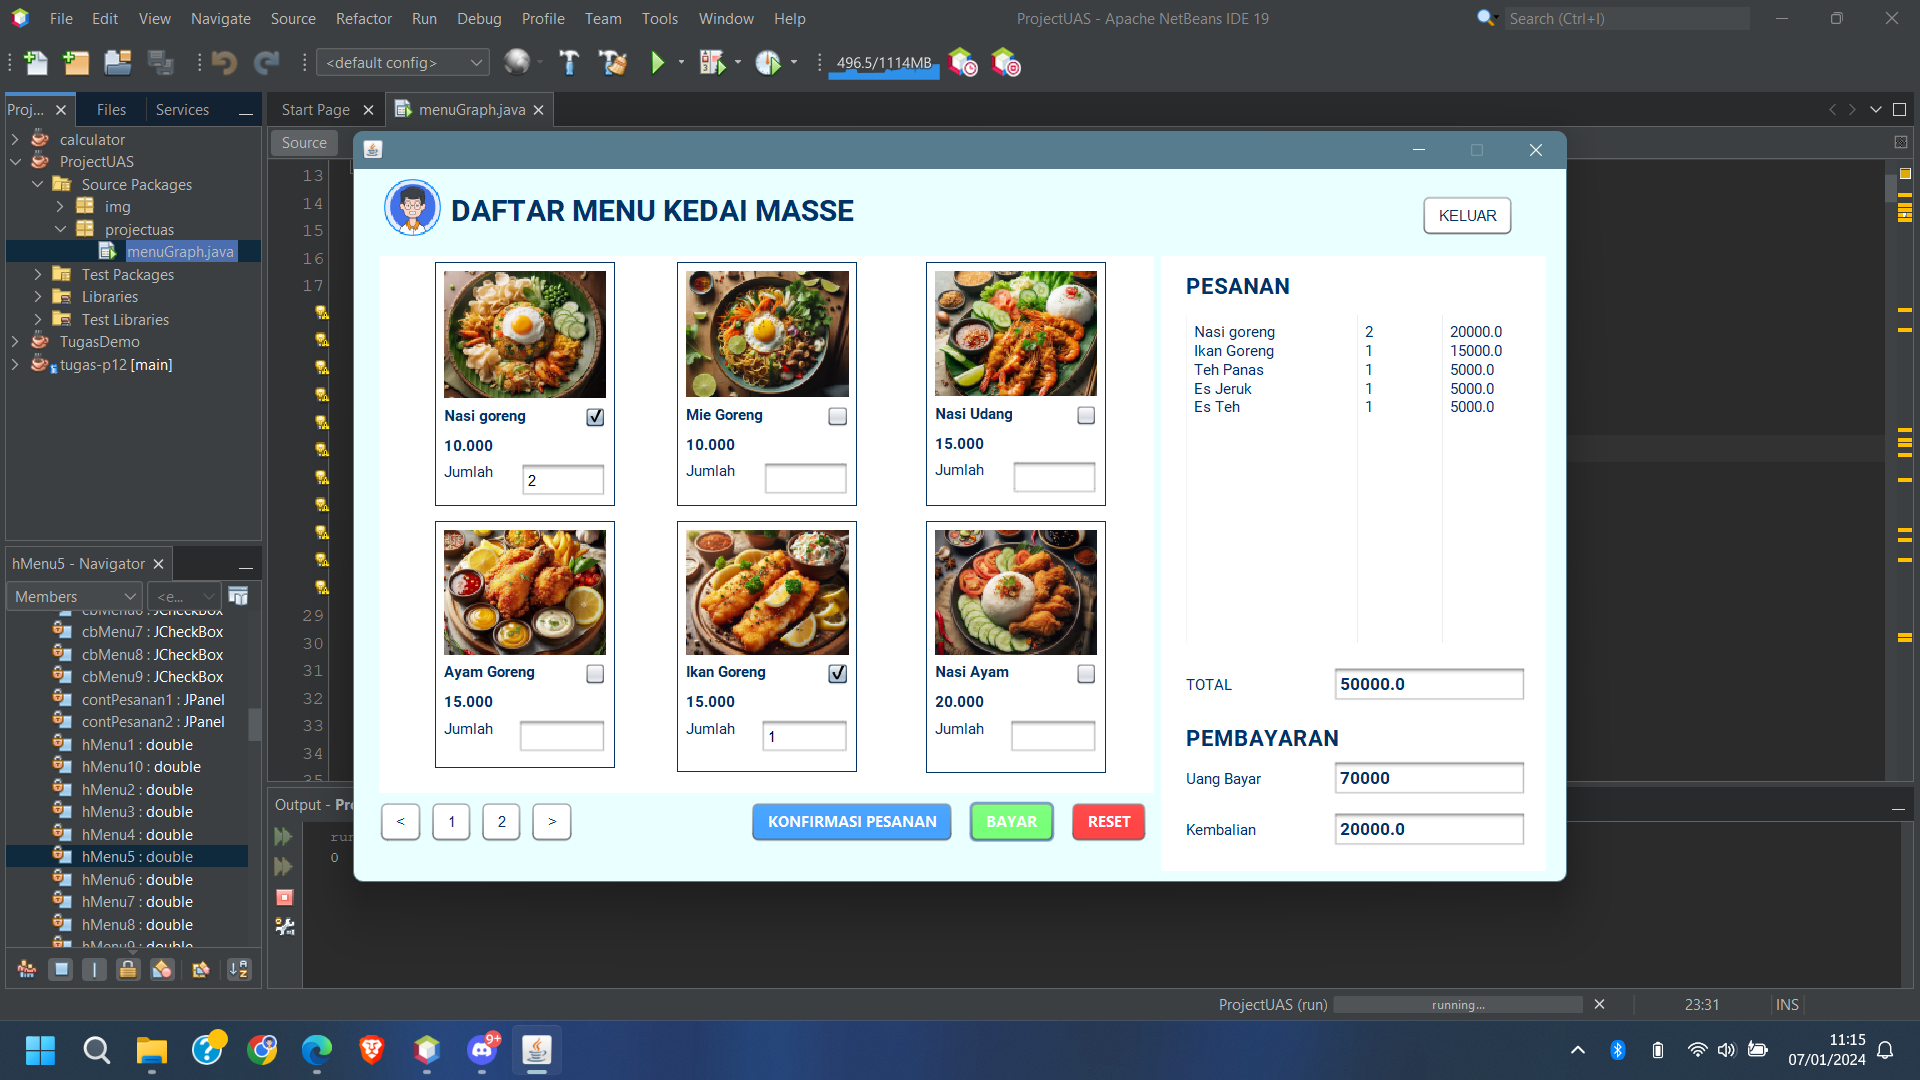 File Edit View Navigate Source Refactor Run Debug Profile Team Tools Window Help
ProjectUAS - Apache NetBeans IDE 19
Search (Ctrl+I)
<default config>
496.5/1114MB
Proj... Files Services
Start Page menuGraph.java
calculator
ProjectUAS
Source Packages
img
projectuas
menuGraph.java
Test Packages
Libraries
Test Libraries
TugasDemo
tugas-p12 [main]
Source
13
14
15
16
17
29
30
31
32
33
34
35
hMenu5 - Navigator
Members <e...
cbMenu6 : JCheckBox
cbMenu7 : JCheckBox
cbMenu8 : JCheckBox
cbMenu9 : JCheckBox
contPesanan1 : JPanel
contPesanan2 : JPanel
hMenu1 : double
hMenu10 : double
hMenu2 : double
hMenu3 : double
hMenu4 : double
hMenu5 : double
hMenu6 : double
hMenu7 : double
hMenu8 : double
hMenu9 : double
DAFTAR MENU KEDAI MASSE
KELUAR
Nasi goreng
10.000
Jumlah 2
Mie Goreng
10.000
Jumlah
Nasi Udang
15.000
Jumlah
Ayam Goreng
15.000
Jumlah
Ikan Goreng
15.000
Jumlah 1
Nasi Ayam
20.000
Jumlah
< 1 2 >
KONFIRMASI PESANAN BAYAR RESET
PESANAN
Nasi goreng 2 20000.0
Ikan Goreng 1 15000.0
Teh Panas 1 5000.0
Es Jeruk 1 5000.0
Es Teh 1 5000.0
TOTAL 50000.0
PEMBAYARAN
Uang Bayar 70000
Kembalian 20000.0
Output - Pr
run
0
ProjectUAS (run) running... 23:31 INS
9+
11:15
07/01/2024